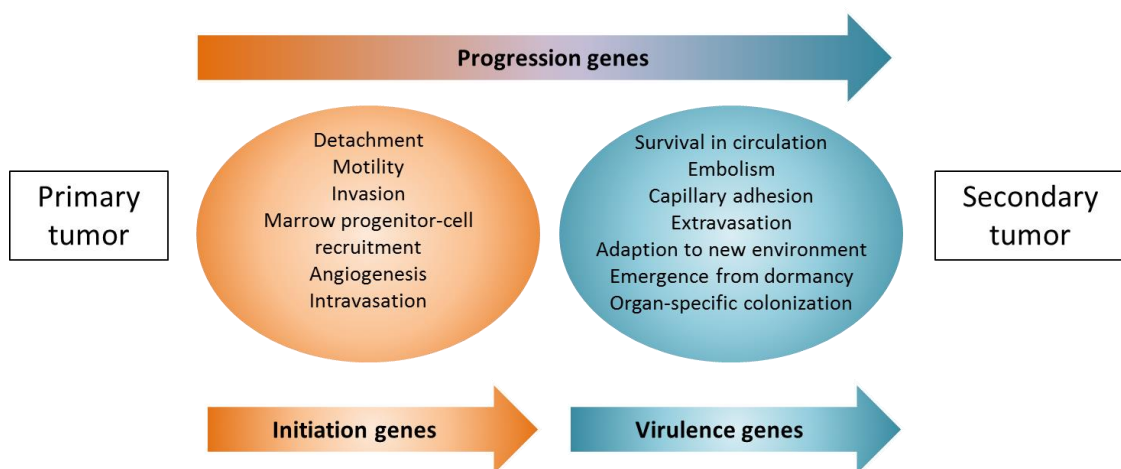 Progression genes
Primary
tumor
Detachment
Motility
Invasion
Marrow progenitor-cell
recruitment
Angiogenesis
Intravasation
Survival in circulation
Embolism
Capillary adhesion
Extravasation
Adaption to new environment
Emergence from dormancy
Organ-specific colonization
Secondary
tumor
Initiation genes
Virulence genes